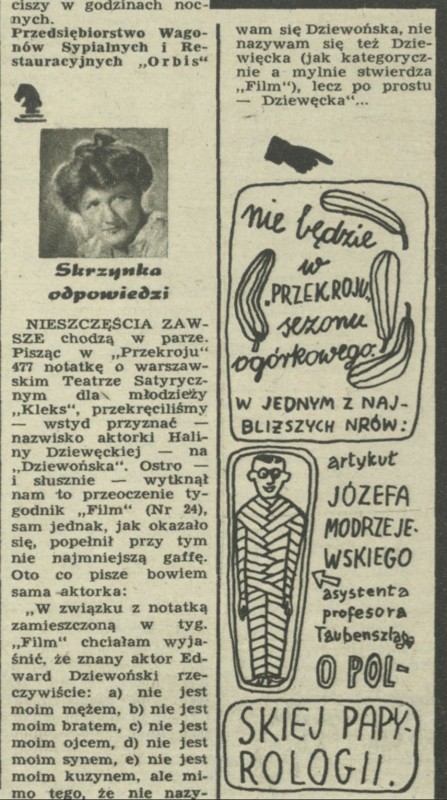 ciszy w godzinach noc-
nych.
Przedsiębiorstwo Wago-
nów Sypialnych i Re-
stauracyjnych „Orbis“
Skrzynka
odpowiedzi
NIESZCZĘŚCIA ZAW-
SZE chodzą w parze.
Pisząc w „Przekroju“
477 notatkę o warszaw-
skim Teatrze Satyrycz-
nym dla młodzieży
„Kleks“, przekręciliśmy
— wstyd przyznać —
nazwisko aktorki Hali-
ny Dziewęckiej — na
„Dziewońska“. Ostro —
i słusznie — wytknął
nam to przeoczenie ty-
godnik „Film“ (Nr 24),
sam jednak, jak okazało
się, popełnił przy tym
nie najmniejszą gaffę.
Oto co pisze bowiem
sama aktorka:
„W związku z notatką
zamieszczoną w tyg.
„Film“ chciałam wyja-
śnić, że znany aktor Ed-
ward Dziewoński rze-
czywiście: a) nie jest
moim mężem, b) nie jest
moim bratem, c) nie jest
moim ojcem, d) nie jest
moim synem, e) nie jest
moim kuzynem, ale mi-
mo tego, że nie nazy-
wam się Dziewońska, nie
nazywam się też Dzie-
więcka (jak kategorycz-
nie a mylnie stwierdza
„Film“), lecz po prostu
— Dziewęcka“...
nie będzie
w
„PRZEKROJU„
sezonu
ogórkowego.
W JEDNYM Z NAJ-
BLIŻSZYCH NRÓW:
artykuł
JÓZEFA
MODRZEJE-
WSKIEGO
asystenta
profesora
Taubenszlaga
O POL-
SKIEJ PAPY-
ROLOGII.